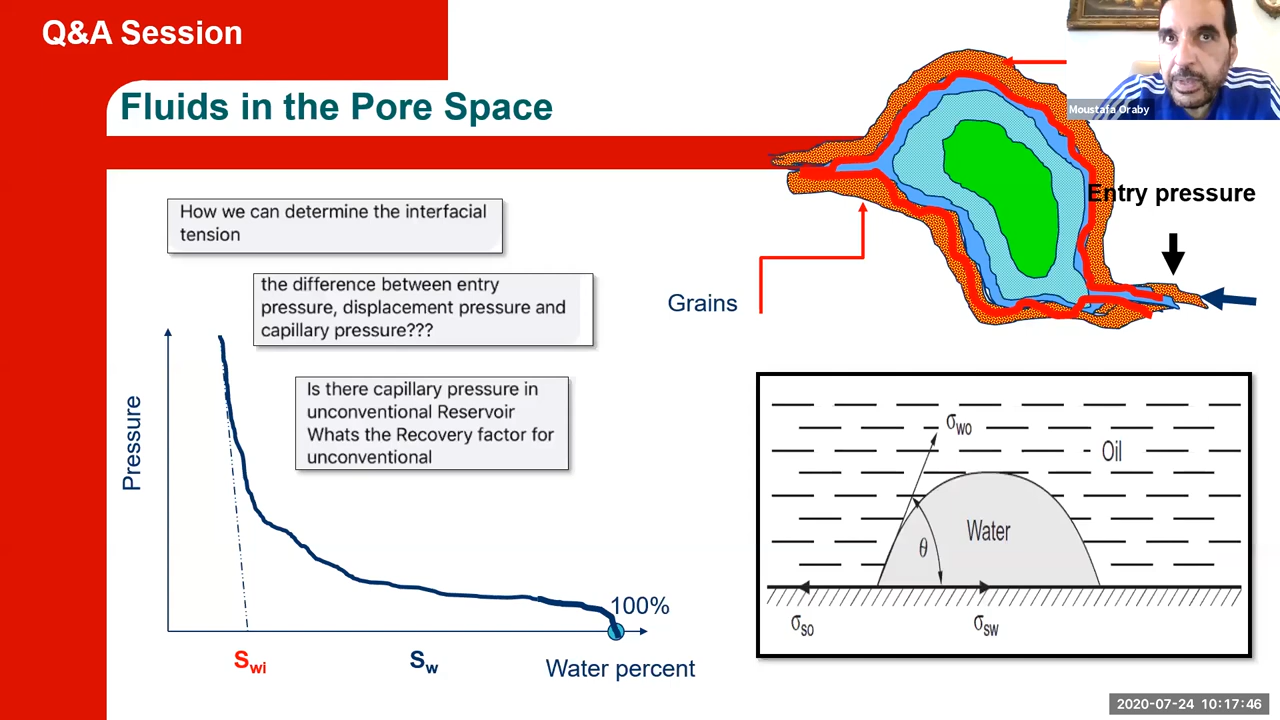 Q&A Session
Fluids in the Pore Space
Moustafa Oraby
Entry pressure
How we can determine the interfacial
tension
the difference between entry
pressure, displacement pressure and
capillary pressure???
Grains
Is there capillary pressure in
unconventional Reservoir
Whats the Recovery factor for
unconventional
Pressure
100%
Swi
Sw
Water percent
σwo
Oil
Water
θ
σso
σsw
2020-07-24 10:17:46